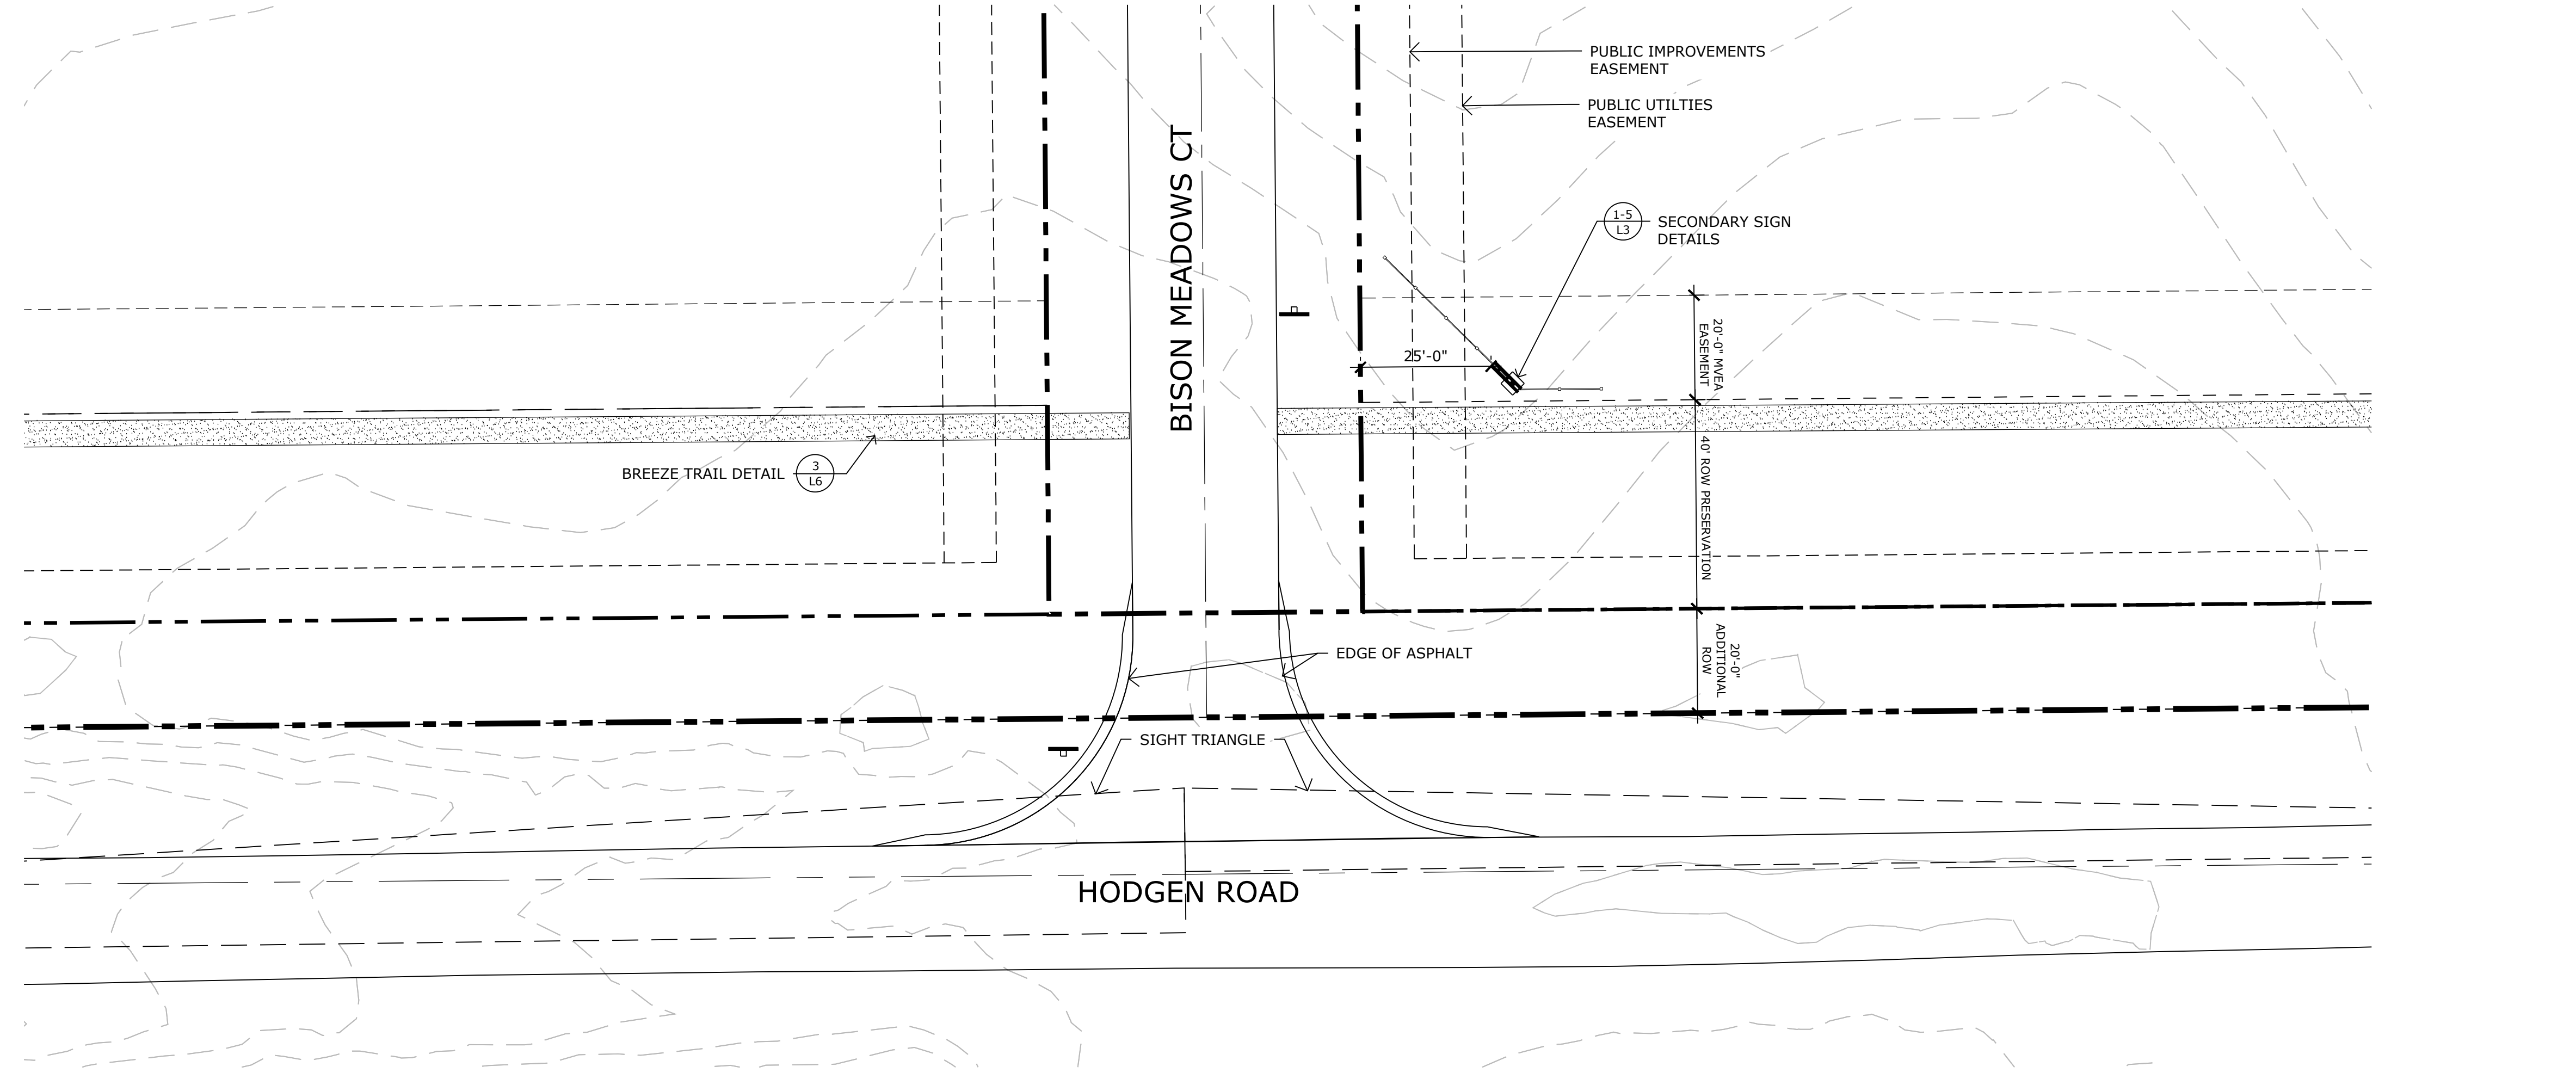 PUBLIC IMPROVEMENTS
EASEMENT
PUBLIC UTILTIES
EASEMENT
BISON MEADOWS CT
1-5
L3
SECONDARY SIGN
DETAILS
25'-0"
20'-0" MVEA
EASEMENT
BREEZE TRAIL DETAIL
3
L6
40' ROW PRESERVATION
EDGE OF ASPHALT
20'-0"
ADDITIONAL
ROW
SIGHT TRIANGLE
HODGEN ROAD